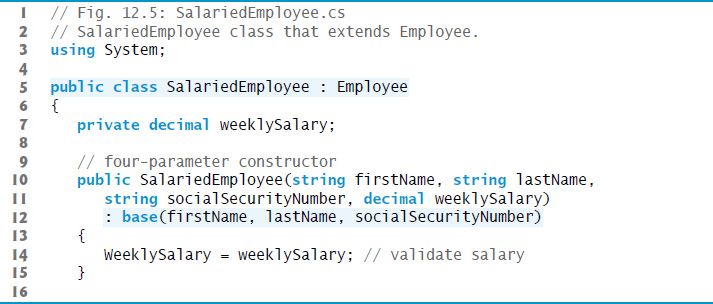 1 // Fig. 12.5: SalariedEmployee.cs
2 // SalariedEmployee class that extends Employee.
3 using System;
4
5 public class SalariedEmployee : Employee
6 {
7    private decimal weeklySalary;
8
9    // four-parameter constructor
10    public SalariedEmployee(string firstName, string lastName,
11       string socialSecurityNumber, decimal weeklySalary)
12       : base(firstName, lastName, socialSecurityNumber)
13    {
14       WeeklySalary = weeklySalary; // validate salary
15    }
16